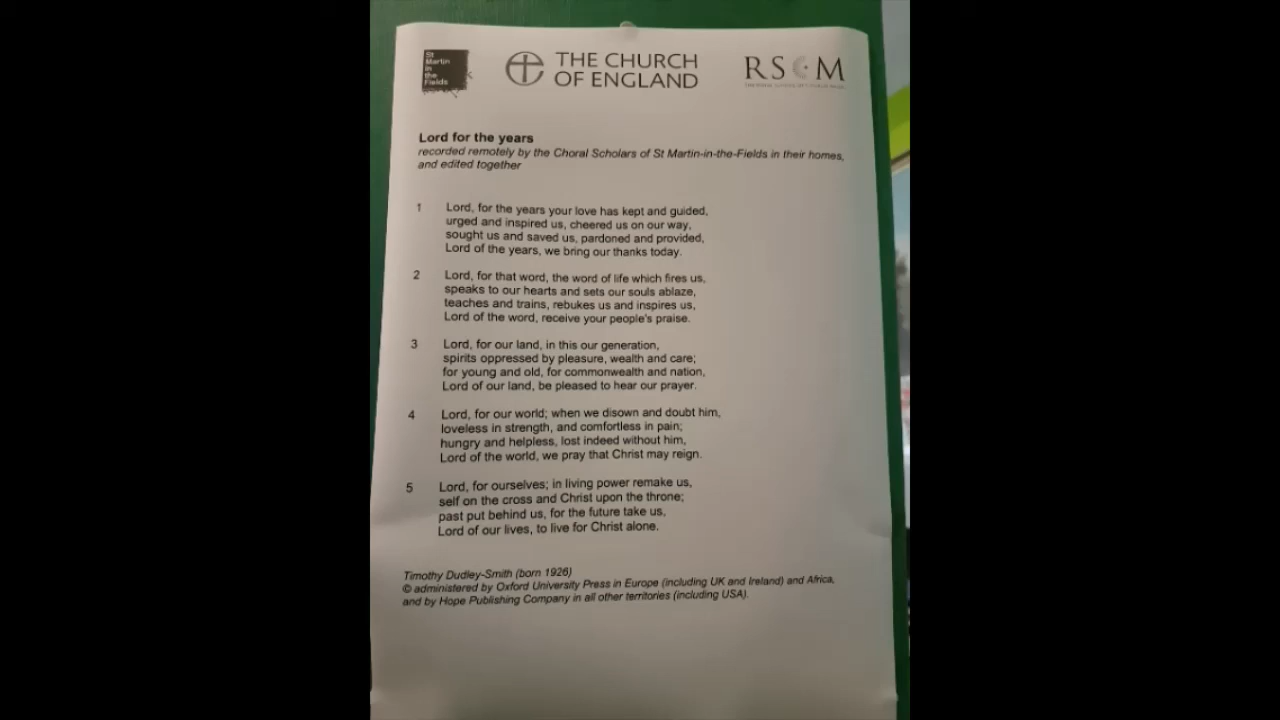 St
Martin
in
the
Fields
THE CHURCH
OF ENGLAND
RSCM
THE ROYAL SCHOOL OF CHURCH MUSIC
Lord for the years
recorded remotely by the Choral Scholars of St Martin-in-the-Fields in their homes,
and edited together
1 Lord, for the years your love has kept and guided,
urged and inspired us, cheered us on our way,
sought us and saved us, pardoned and provided,
Lord of the years, we bring our thanks today.
2 Lord, for that word, the word of life which fires us,
speaks to our hearts and sets our souls ablaze,
teaches and trains, rebukes us and inspires us,
Lord of the word, receive your people's praise.
3 Lord, for our land, in this our generation,
spirits oppressed by pleasure, wealth and care;
for young and old, for commonwealth and nation,
Lord of our land, be pleased to hear our prayer.
4 Lord, for our world; when we disown and doubt him,
loveless in strength, and comfortless in pain;
hungry and helpless, lost indeed without him,
Lord of the world, we pray that Christ may reign.
5 Lord, for ourselves; in living power remake us,
self on the cross and Christ upon the throne;
past put behind us, for the future take us,
Lord of our lives, to live for Christ alone.
Timothy Dudley-Smith (born 1926)
© administered by Oxford University Press in Europe (including UK and Ireland) and Africa,
and by Hope Publishing Company in all other territories (including USA).